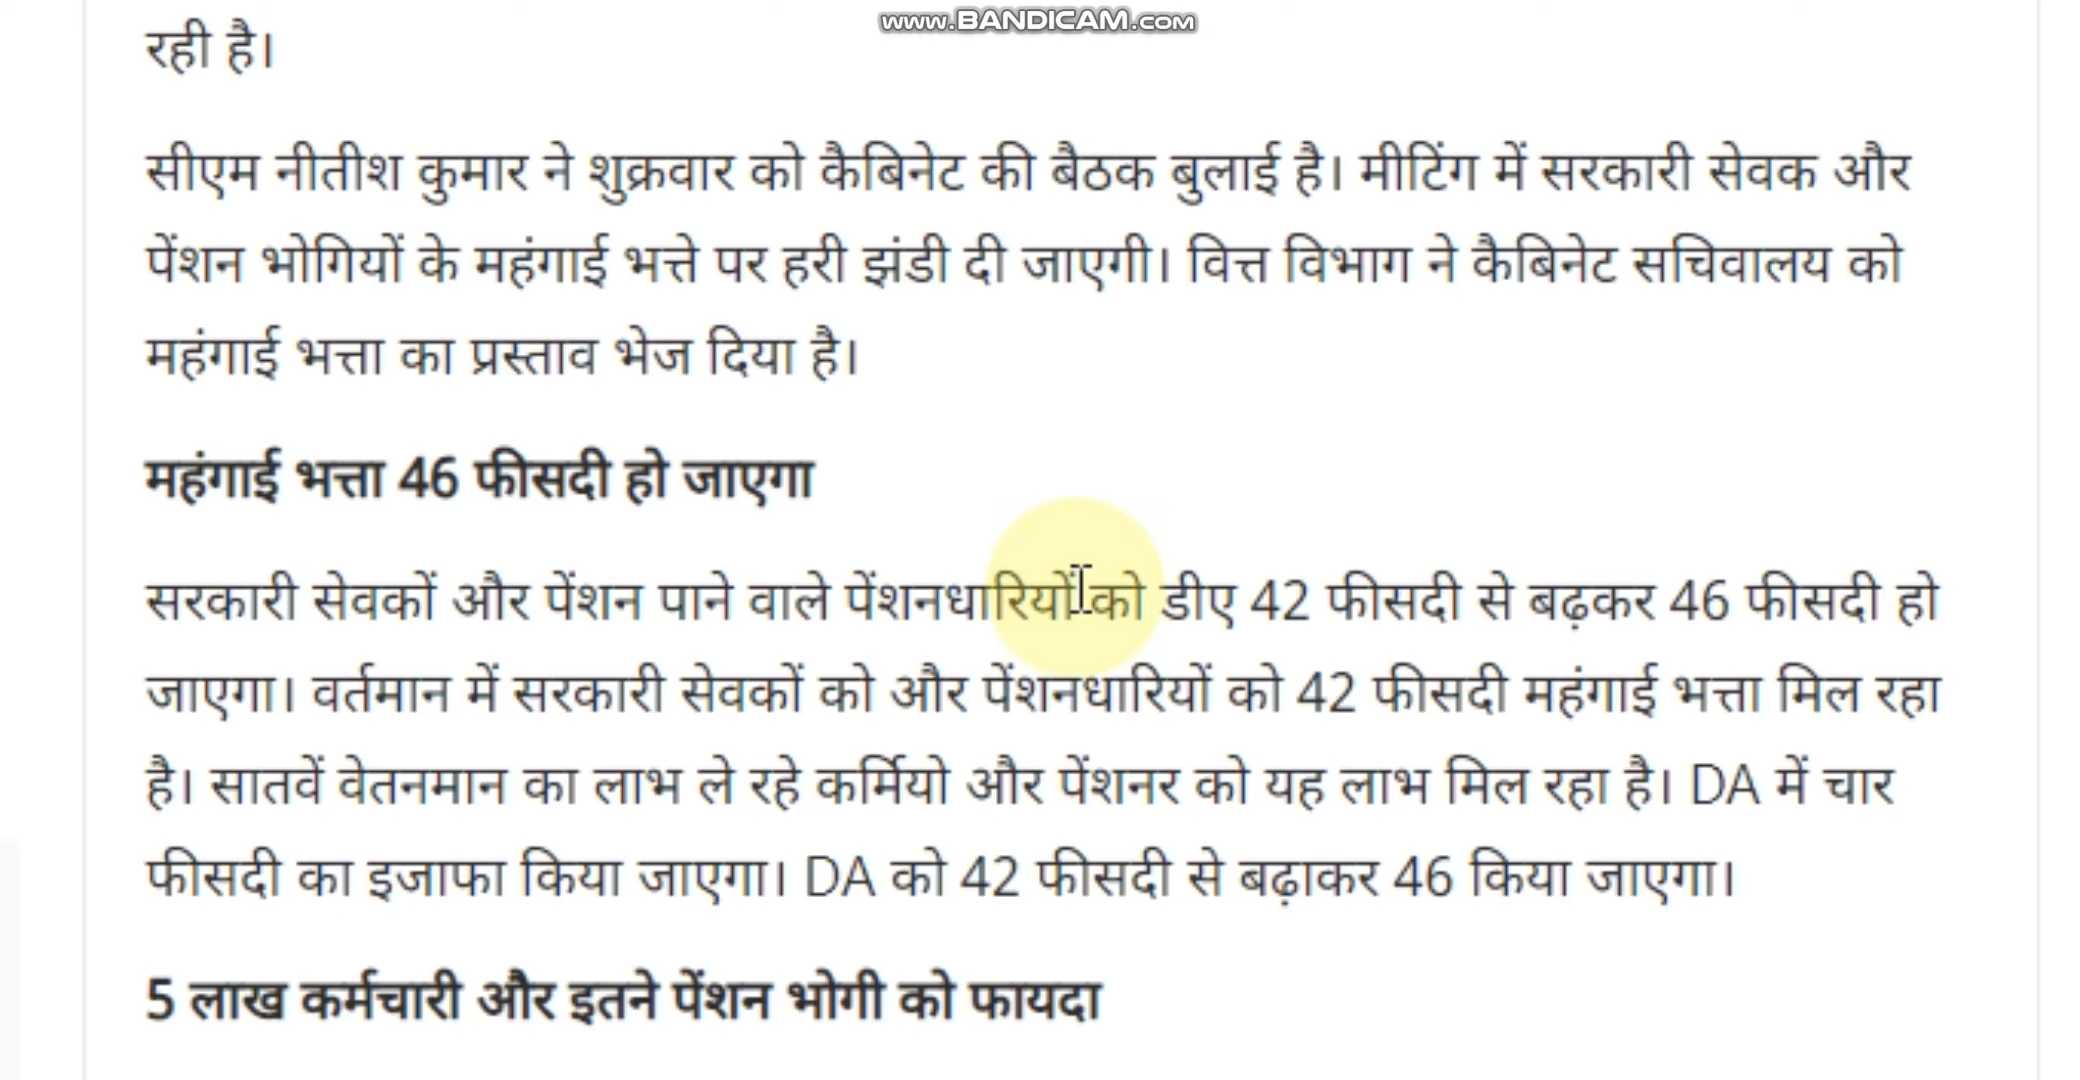 www.BANDICAM.com
रही है।
सीएम नीतीश कुमार ने शुक्रवार को कैबिनेट की बैठक बुलाई है। मीटिंग में सरकारी सेवक और
पेंशन भोगियों के महंगाई भत्ते पर हरी झंडी दी जाएगी। वित्त विभाग ने कैबिनेट सचिवालय को
महंगाई भत्ता का प्रस्ताव भेज दिया है।
महंगाई भत्ता 46 फीसदी हो जाएगा
सरकारी सेवकों और पेंशन पाने वाले पेंशनधारियों को डीए 42 फीसदी से बढ़कर 46 फीसदी हो
जाएगा। वर्तमान में सरकारी सेवकों को और पेंशनधारियों को 42 फीसदी महंगाई भत्ता मिल रहा
है। सातवें वेतनमान का लाभ ले रहे कर्मियो और पेंशनर को यह लाभ मिल रहा है। DA में चार
फीसदी का इजाफा किया जाएगा। DA को 42 फीसदी से बढ़ाकर 46 किया जाएगा।
5 लाख कर्मचारी और इतने पेंशन भोगी को फायदा